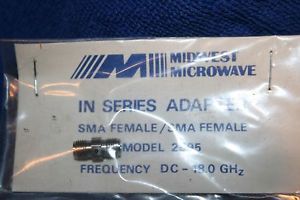 MIDWEST
MICROWAVE
IN SERIES
SMA FEMALE/SMA FEMALE
MODEL
FREQUENCY DC - 18.0 GHz